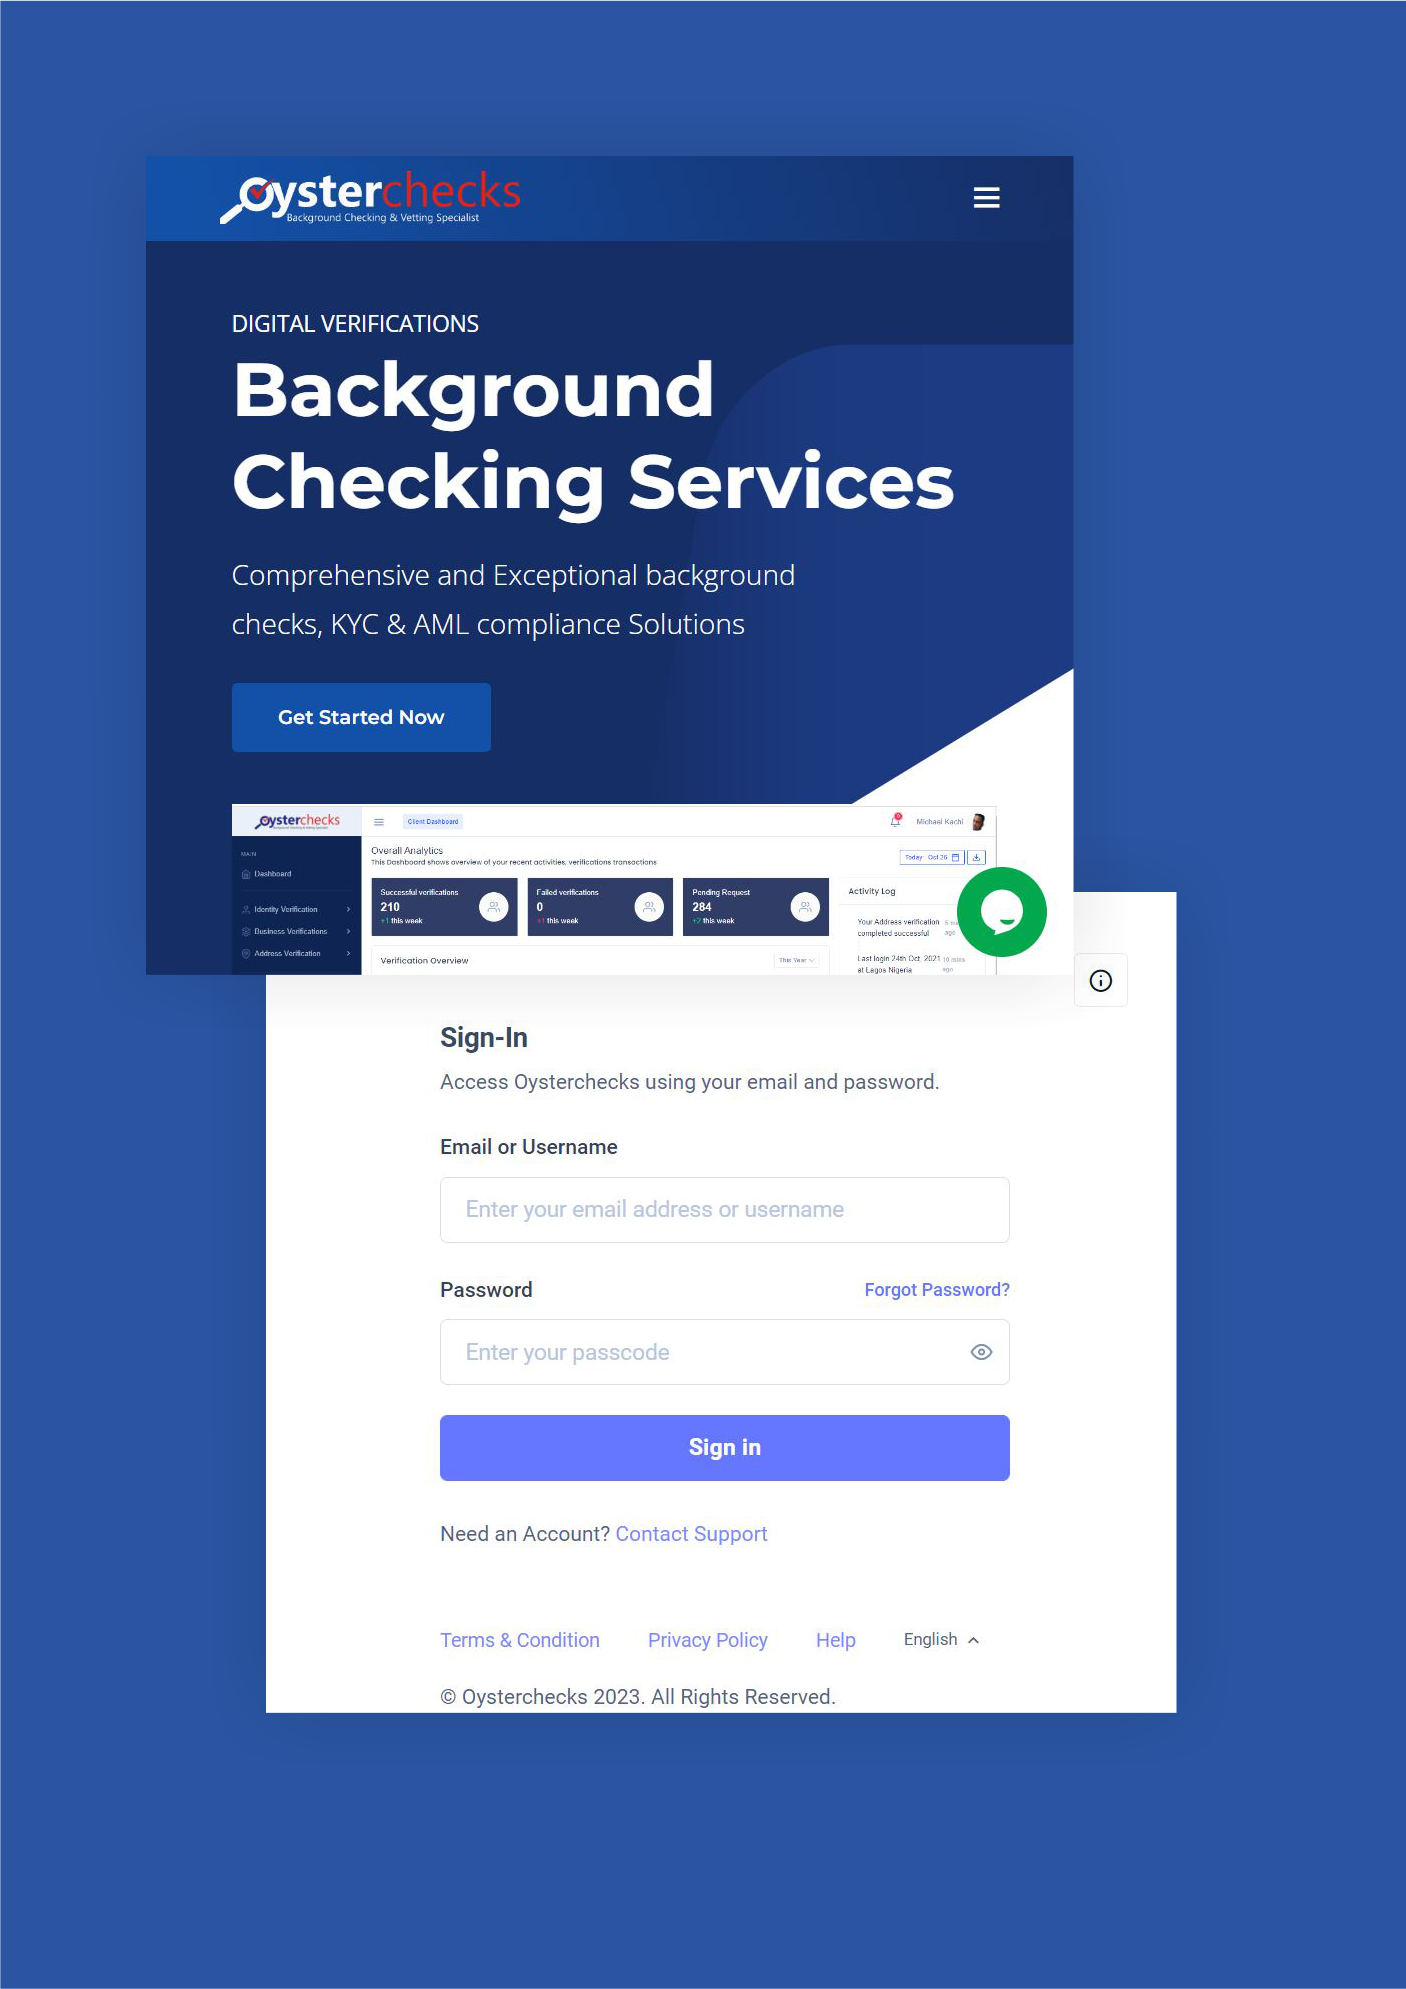 Oysterchecks
Background Checking & Vetting Specialist
DIGITAL VERIFICATIONS
Background
Checking Services
Comprehensive and Exceptional background
checks, KYC & AML compliance Solutions
Get Started Now
Oysterchecks
Client Dashboard
Michael Kachi
MAIN
Dashboard
Identity Verification
Business Verifications
Address Verification
Overall Analytics
This Dashboard shows overview of your recent activities, verifications transactions
Today: Oct 26
Successful verifications
210
+1 this week
Failed verifications
0
+1 this week
Pending Request
284
+2 this week
Activity Log
Your Address verification
completed successful
ago
Last login 24th Oct, 2021 10 mins
at Lagos Nigeria ago
Verification Overview
This Year
Sign-In
Access Oysterchecks using your email and password.
Email or Username
Enter your email address or username
Password
Forgot Password?
Enter your passcode
Sign in
Need an Account? Contact Support
Terms & Condition Privacy Policy Help English
© Oysterchecks 2023. All Rights Reserved.